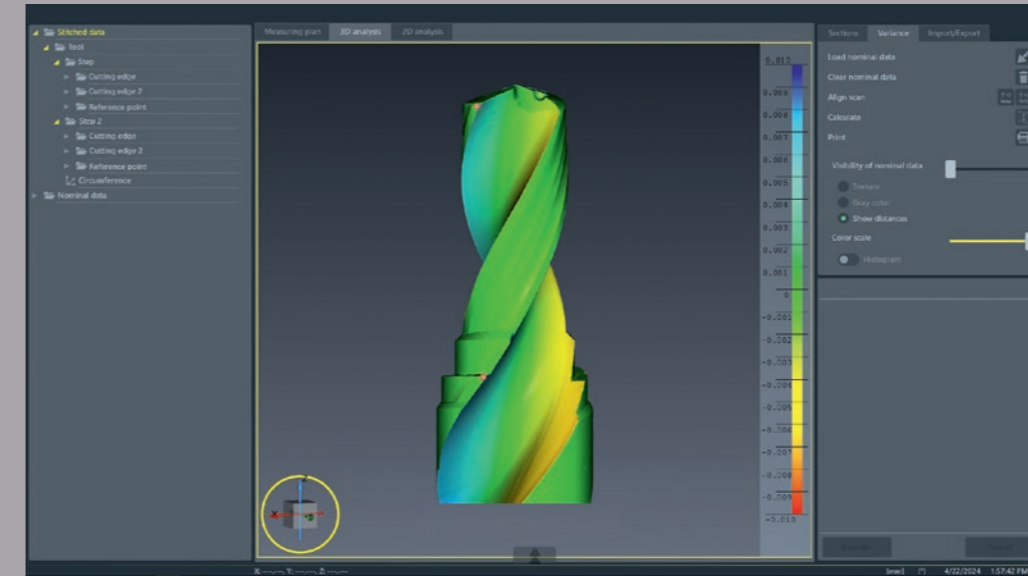 Stitched data
Tool
Step
Cutting edge
Cutting edge 2
Reference point
Step 2
Cutting edge
Cutting edge 2
Reference point
Circumference
Nominal data
Measuring plan 3D analysis 2D analysis
0.010
0.009
0.008
0.007
0.006
0.005
0.004
0.003
0.002
0.001
0
-0.001
-0.002
-0.003
-0.004
-0.005
-0.006
-0.007
-0.008
-0.009
-0.010
X
Sections Variance Import/Export
Load nominal data
Clear nominal data
Align scan
Calculate
Print
Visibility of nominal data
Texture
Gray color
Show distances
Color scale
Histogram
X: ---.---, Y: ---.---, Z: ---.---
[mm] [°] 4/22/2024 1:57:42 PM